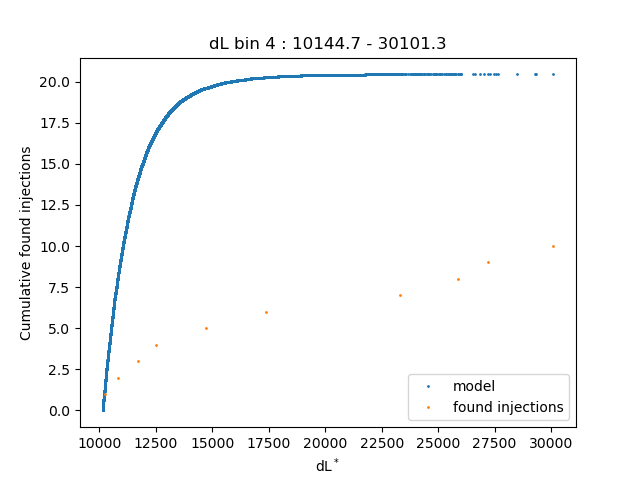 dL bin 4 : 10144.7 - 30101.3
Cumulative found injections
20.0
17.5
15.0
12.5
10.0
7.5
5.0
2.5
0.0
10000 12500 15000 17500 20000 22500 25000 27500 30000
dL*
model
found injections